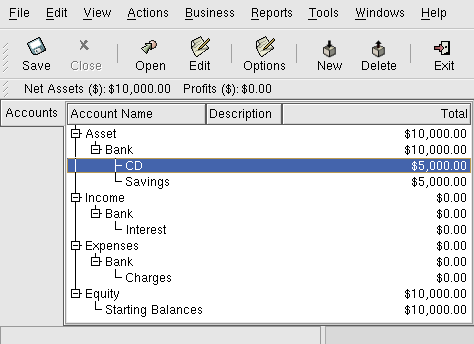 File Edit View Actions Business Reports Tools Windows Help
Save Close Open Edit Options New Delete Exit
Net Assets ($): $10,000.00 Profits ($): $0.00
Accounts Account Name Description Total
Asset $10,000.00
Bank $10,000.00
CD $5,000.00
Savings $5,000.00
Income $0.00
Bank $0.00
Interest $0.00
Expenses $0.00
Bank $0.00
Charges $0.00
Equity $10,000.00
Starting Balances $10,000.00